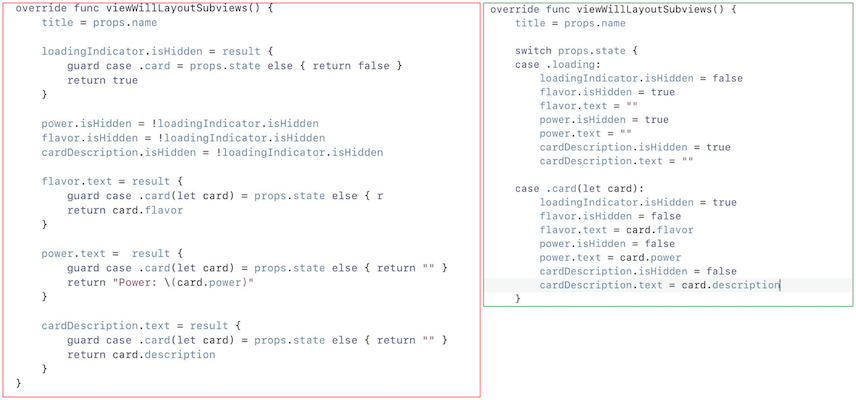 override func viewWillLayoutSubviews() {
    title = props.name

    loadingIndicator.isHidden = result {
        guard case .card = props.state else { return false }
        return true
    }

    power.isHidden = !loadingIndicator.isHidden
    flavor.isHidden = !loadingIndicator.isHidden
    cardDescription.isHidden = !loadingIndicator.isHidden

    flavor.text = result {
        guard case .card(let card) = props.state else { r
        return card.flavor
    }

    power.text =  result {
        guard case .card(let card) = props.state else { return "" }
        return "Power: \(card.power)"
    }

    cardDescription.text = result {
        guard case .card(let card) = props.state else { return "" }
        return card.description
    }
}
override func viewWillLayoutSubviews() {
    title = props.name

    switch props.state {
    case .loading:
        loadingIndicator.isHidden = false
        flavor.isHidden = true
        flavor.text = ""
        power.isHidden = true
        power.text = ""
        cardDescription.isHidden = true
        cardDescription.text = ""

    case .card(let card):
        loadingIndicator.isHidden = true
        flavor.isHidden = false
        flavor.text = card.flavor
        power.isHidden = false
        power.text = card.power
        cardDescription.isHidden = false
        cardDescription.text = card.description
    }